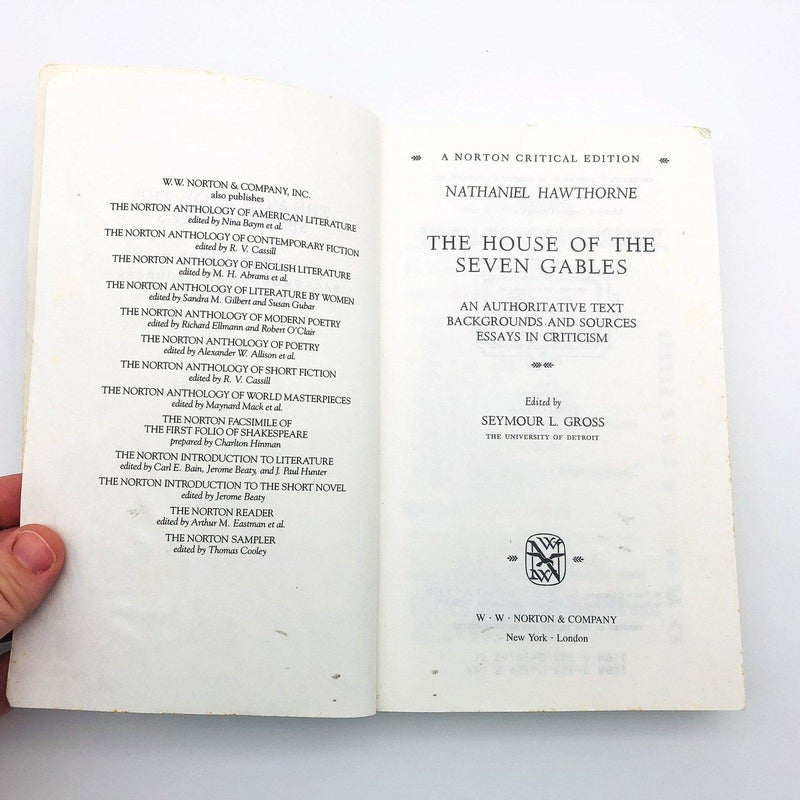 W. W. NORTON & COMPANY, INC.
also publishes
THE NORTON ANTHOLOGY OF AMERICAN LITERATURE
edited by Nina Baym et al.
THE NORTON ANTHOLOGY OF CONTEMPORARY FICTION
edited by R. V. Cassill
THE NORTON ANTHOLOGY OF ENGLISH LITERATURE
edited by M. H. Abrams et al.
THE NORTON ANTHOLOGY OF LITERATURE BY WOMEN
edited by Sandra M. Gilbert and Susan Gubar
THE NORTON ANTHOLOGY OF MODERN POETRY
edited by Richard Ellmann and Robert O'Clair
THE NORTON ANTHOLOGY OF POETRY
edited by Alexander W. Allison et al.
THE NORTON ANTHOLOGY OF SHORT FICTION
edited by R. V. Cassill
THE NORTON ANTHOLOGY OF WORLD MASTERPIECES
edited by Maynard Mack et al.
THE NORTON FACSIMILE OF
THE FIRST FOLIO OF SHAKESPEARE
prepared by Charlton Hinman
THE NORTON INTRODUCTION TO LITERATURE
edited by Carl E. Bain, Jerome Beaty, and J. Paul Hunter
THE NORTON INTRODUCTION TO THE SHORT NOVEL
edited by Jerome Beaty
THE NORTON READER
edited by Arthur M. Eastman et al.
THE NORTON SAMPLER
edited by Thomas Cooley
A NORTON CRITICAL EDITION
NATHANIEL HAWTHORNE
THE HOUSE OF THE
SEVEN GABLES
AN AUTHORITATIVE TEXT
BACKGROUNDS AND SOURCES
ESSAYS IN CRITICISM
Edited by
SEYMOUR L. GROSS
THE UNIVERSITY OF DETROIT
W · W · NORTON & COMPANY
New York · London